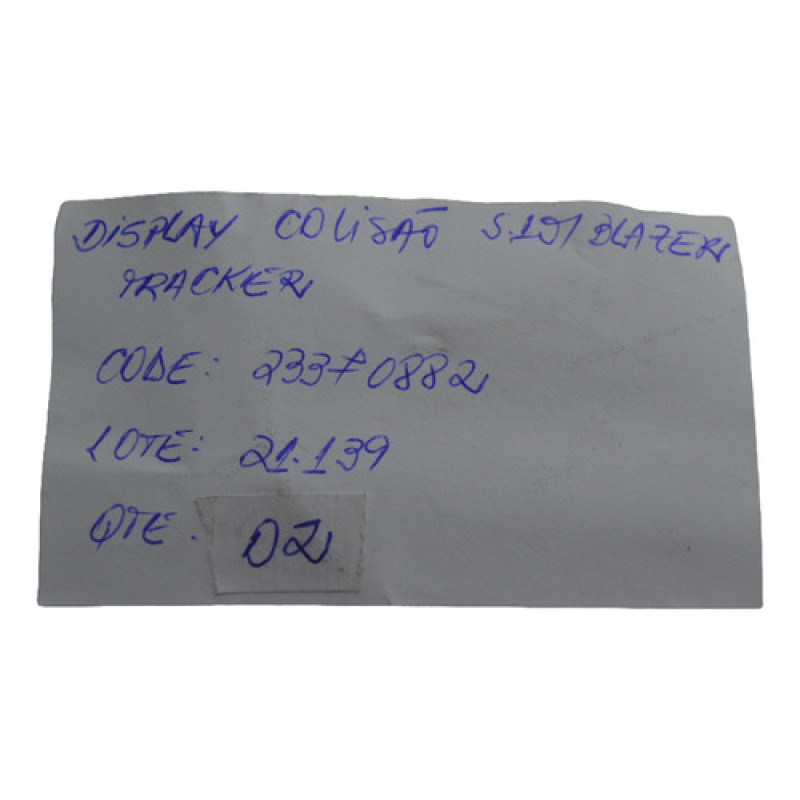 DISPLAY COLISÃO S.10/BLAZER/
TRACKER
CODE: 23370882
LOTE: 21.139
QTE. 02